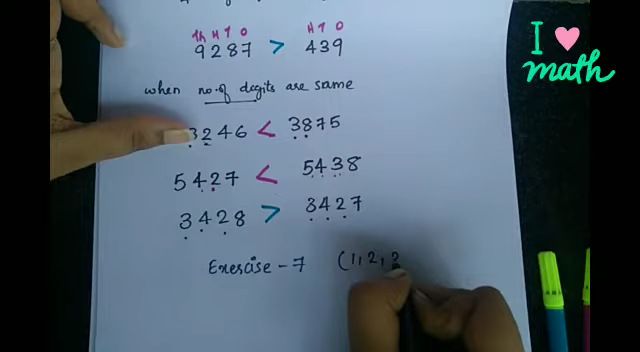 Th H T O H T O
9287 > 439
when no. of degits are same
3246 < 3875
5427 < 5438
3428 > 3427
Exercise - 7 (1, 2, 3
I
math